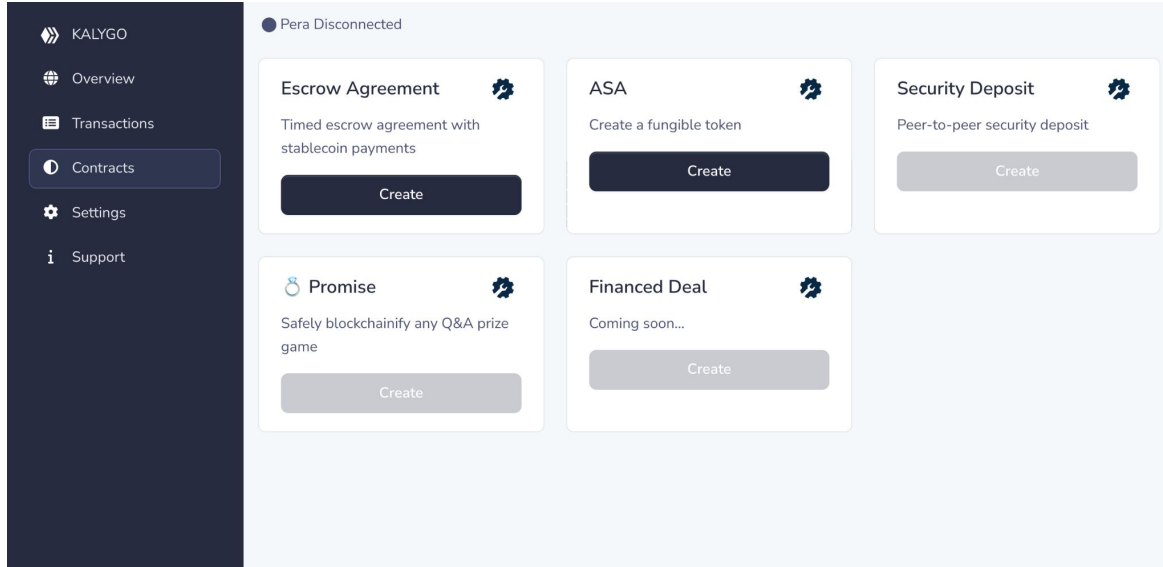 KALYGO
Overview
Transactions
Contracts
Settings
Support
Pera Disconnected
Escrow Agreement
Timed escrow agreement with
stablecoin payments
Create
ASA
Create a fungible token
Create
Security Deposit
Peer-to-peer security deposit
Create
Promise
Safely blockchainify any Q&A prize
game
Create
Financed Deal
Coming soon...
Create